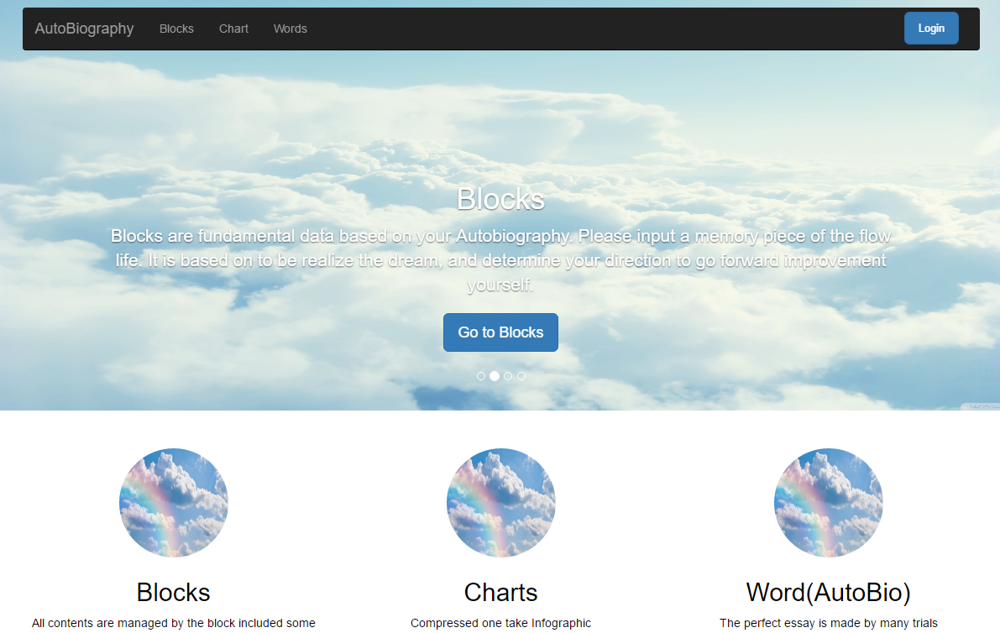 AutoBiography Blocks Chart Words Login
Blocks
Blocks are fundamental data based on your Autobiography. Please input a memory piece of the flow
life. It is based on to be realize the dream, and determine your direction to go forward improvement
yourself.
Go to Blocks
Blocks
Charts
Word(AutoBio)
All contents are managed by the block included some
Compressed one take Infographic
The perfect essay is made by many trials